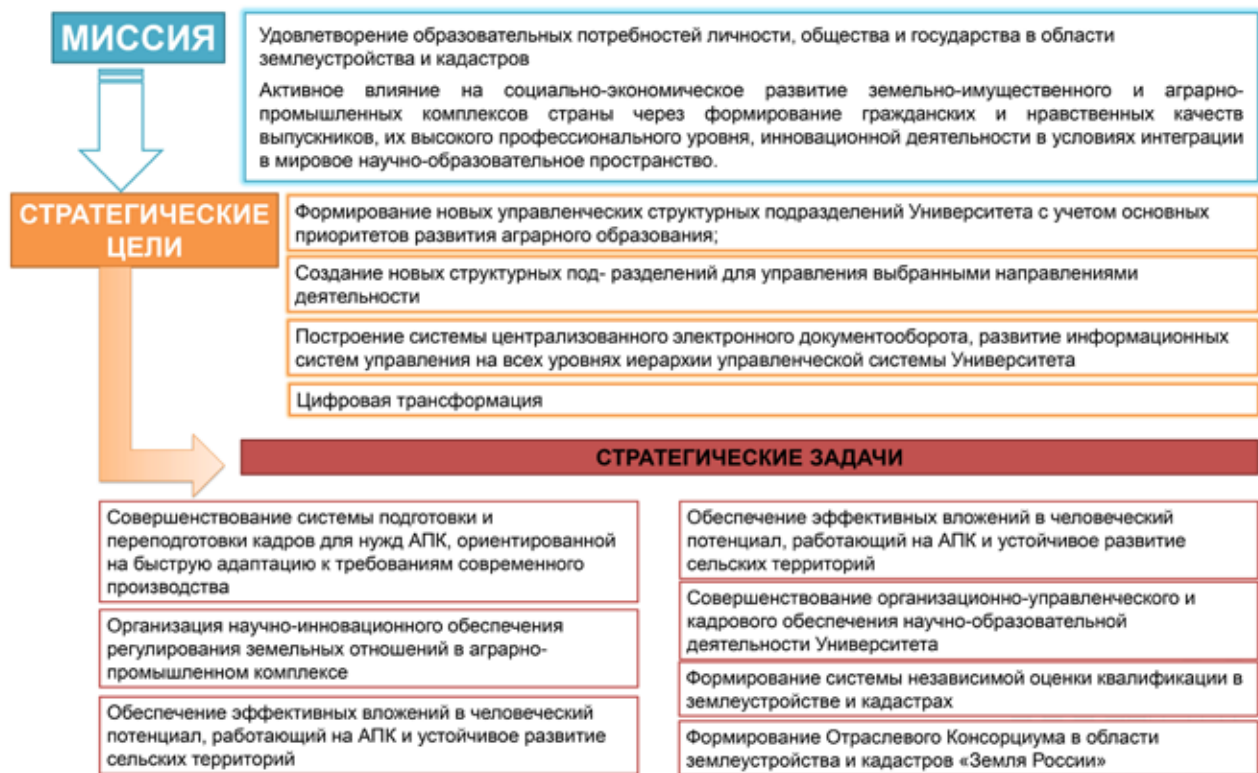 МИССИЯ
Удовлетворение образовательных потребностей личности, общества и государства в области
землеустройства и кадастров
Активное влияние на социально-экономическое развитие земельно-имущественного и аграрно-
промышленных комплексов страны через формирование гражданских и нравственных качеств
выпускников, их высокого профессионального уровня, инновационной деятельности в условиях интеграции
в мировое научно-образовательное пространство.
СТРАТЕГИЧЕСКИЕ
ЦЕЛИ
Формирование новых управленческих структурных подразделений Университета с учетом основных
приоритетов развития аграрного образования;
Создание новых структурных под- разделений для управления выбранными направлениями
деятельности
Построение системы централизованного электронного документооборота, развитие информационных
систем управления на всех уровнях иерархии управленческой системы Университета
Цифровая трансформация
СТРАТЕГИЧЕСКИЕ ЗАДАЧИ
Совершенствование системы подготовки и
переподготовки кадров для нужд АПК, ориентированной
на быструю адаптацию к требованиям современного
производства
Организация научно-инновационного обеспечения
регулирования земельных отношений в аграрно-
промышленном комплексе
Обеспечение эффективных вложений в человеческий
потенциал, работающий на АПК и устойчивое развитие
сельских территорий
Обеспечение эффективных вложений в человеческий
потенциал, работающий на АПК и устойчивое развитие
сельских территорий
Совершенствование организационно-управленческого и
кадрового обеспечения научно-образовательной
деятельности Университета
Формирование системы независимой оценки квалификации в
землеустройстве и кадастрах
Формирование Отраслевого Консорциума в области
землеустройства и кадастров «Земля России»